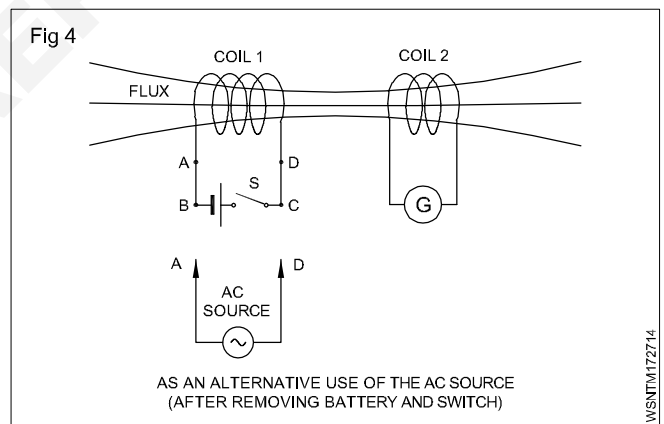 Fig 4
COIL 1
COIL 2
FLUX
A
D
S
B
C
G
A
D
AC
SOURCE
AS AN ALTERNATIVE USE OF THE AC SOURCE
(AFTER REMOVING BATTERY AND SWITCH)
WSNTM172714